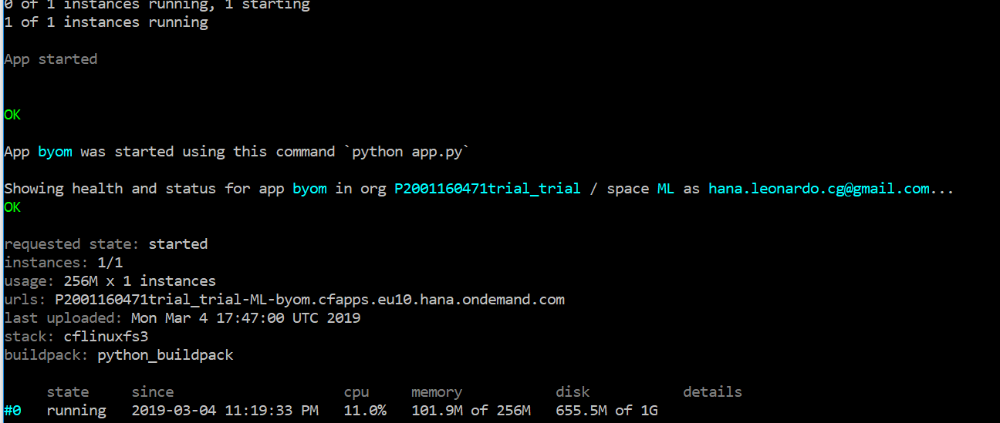 0 of 1 instances running, 1 starting
1 of 1 instances running
App started
OK
App byom was started using this command `python app.py`
Showing health and status for app byom in org P2001160471trial_trial / space ML as hana.leonardo.cg@gmail.com...
OK
requested state: started
instances: 1/1
usage: 256M x 1 instances
urls: P2001160471trial_trial-ML-byom.cfapps.eu10.hana.ondemand.com
last uploaded: Mon Mar 4 17:47:00 UTC 2019
stack: cflinuxfs3
buildpack: python_buildpack
state since cpu memory disk details
#0 running 2019-03-04 11:19:33 PM 11.0% 101.9M of 256M 655.5M of 1G